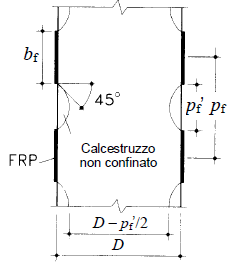 b_f
45°
p_f' p_f
Calcestruzzo
non confinato
FRP
D – p_f'/2
D